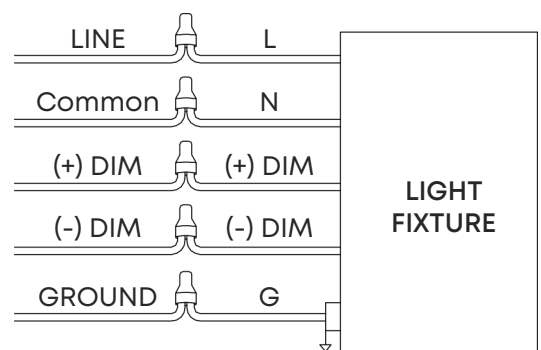 LINE L
Common N
(+) DIM (+) DIM
(-) DIM (-) DIM
GROUND G
LIGHT
FIXTURE